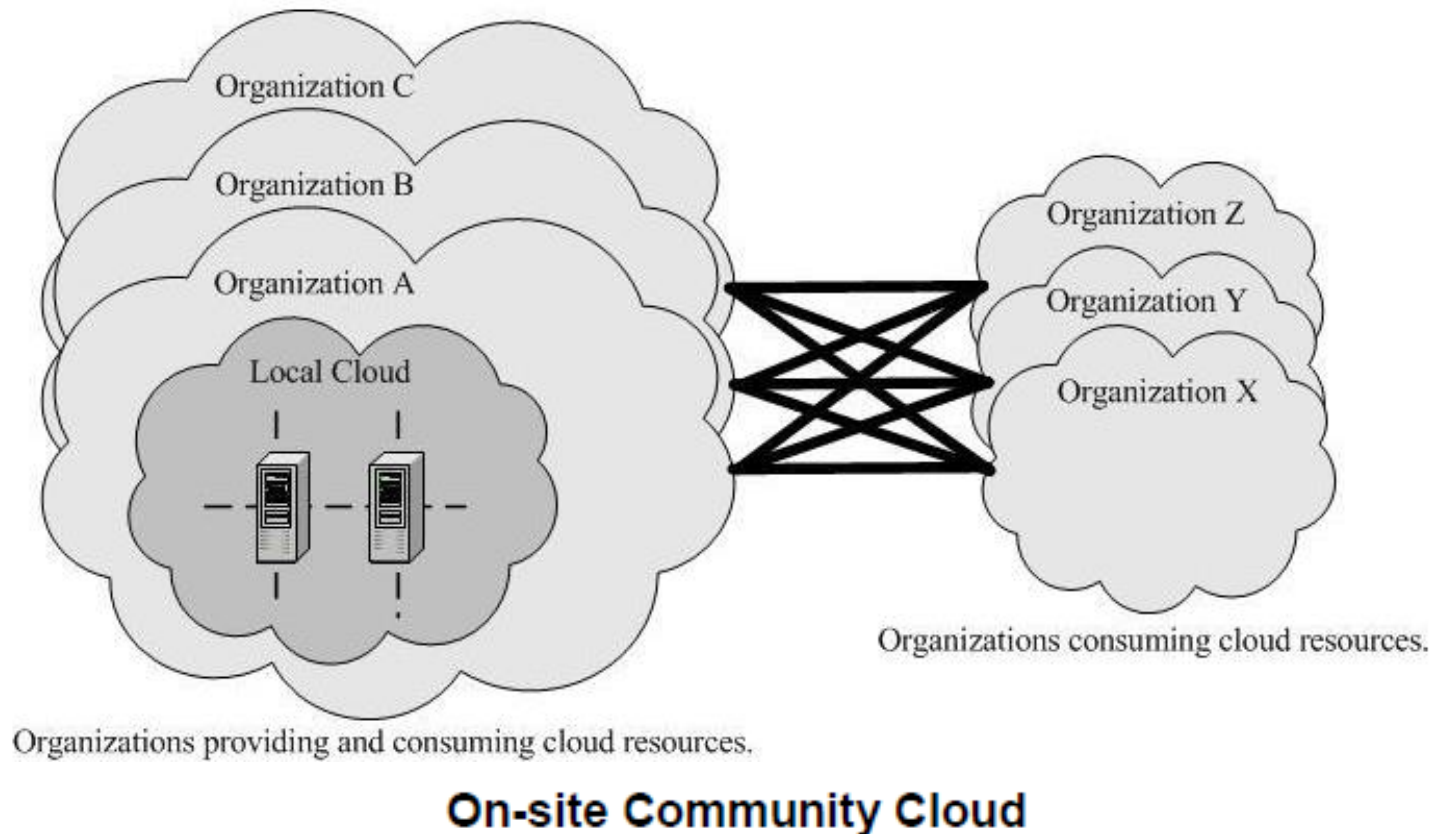 Organization C
Organization B
Organization A
Local Cloud
Organization Z
Organization Y
Organization X
Organizations consuming cloud resources.
Organizations providing and consuming cloud resources.
On-site Community Cloud